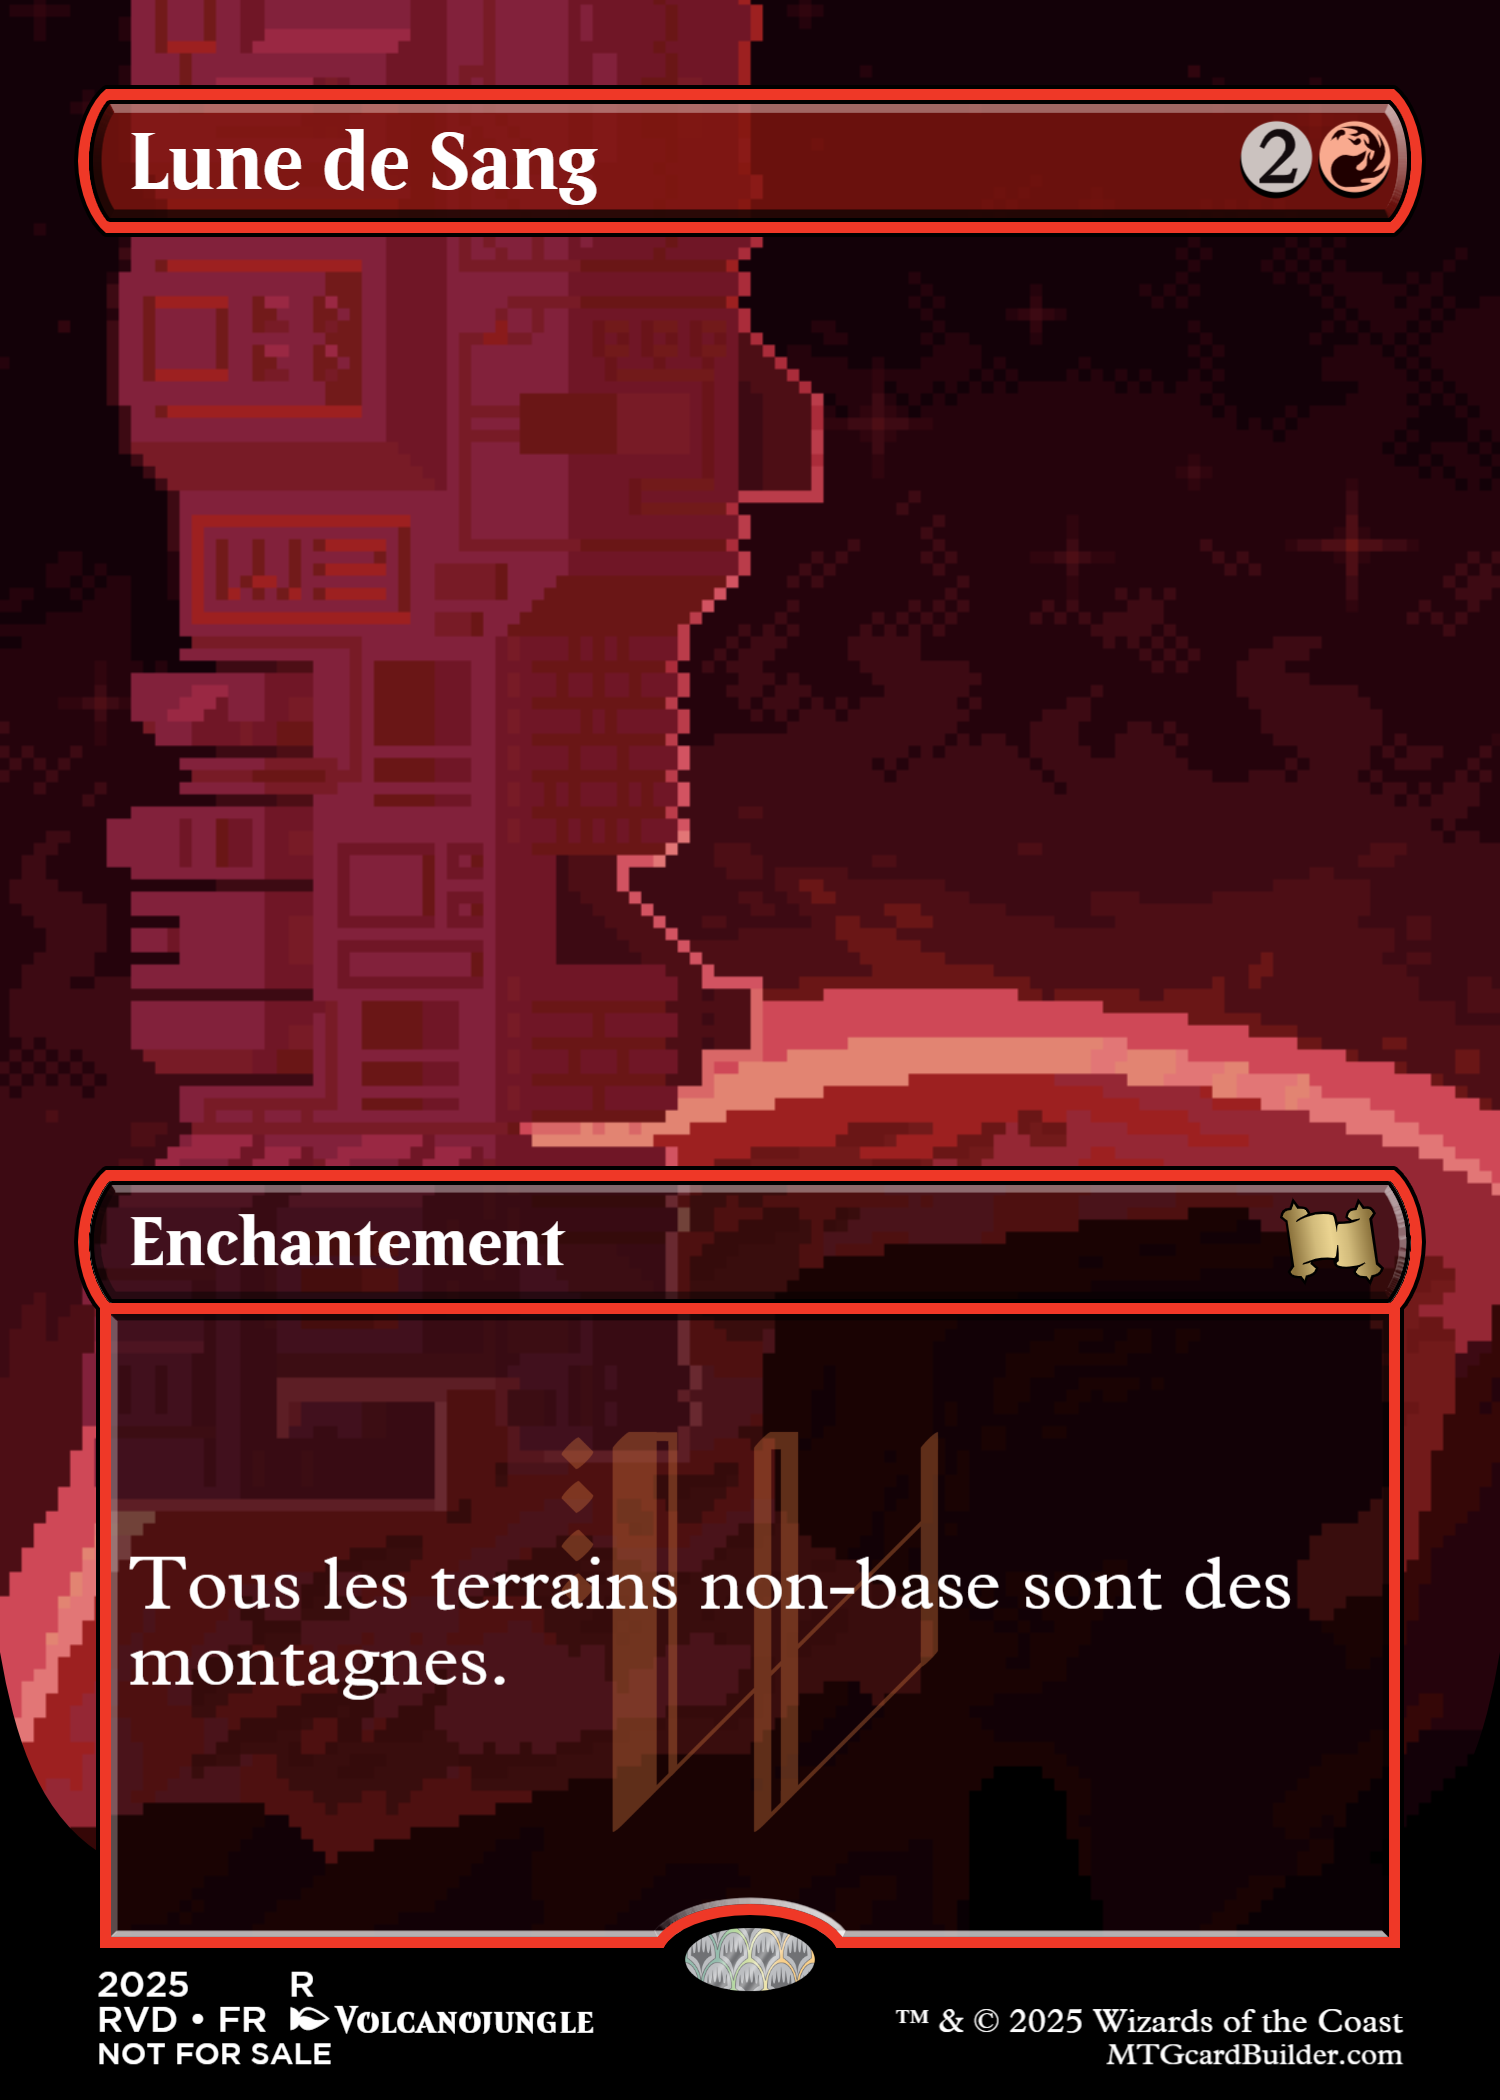 Lune de Sang 2
Enchantement
Tous les terrains non-base sont des
montagnes.
2025 R
RVD • FR VOLCANOJUNGLE
NOT FOR SALE
™ & © 2025 Wizards of the Coast
MTGcardBuilder.com